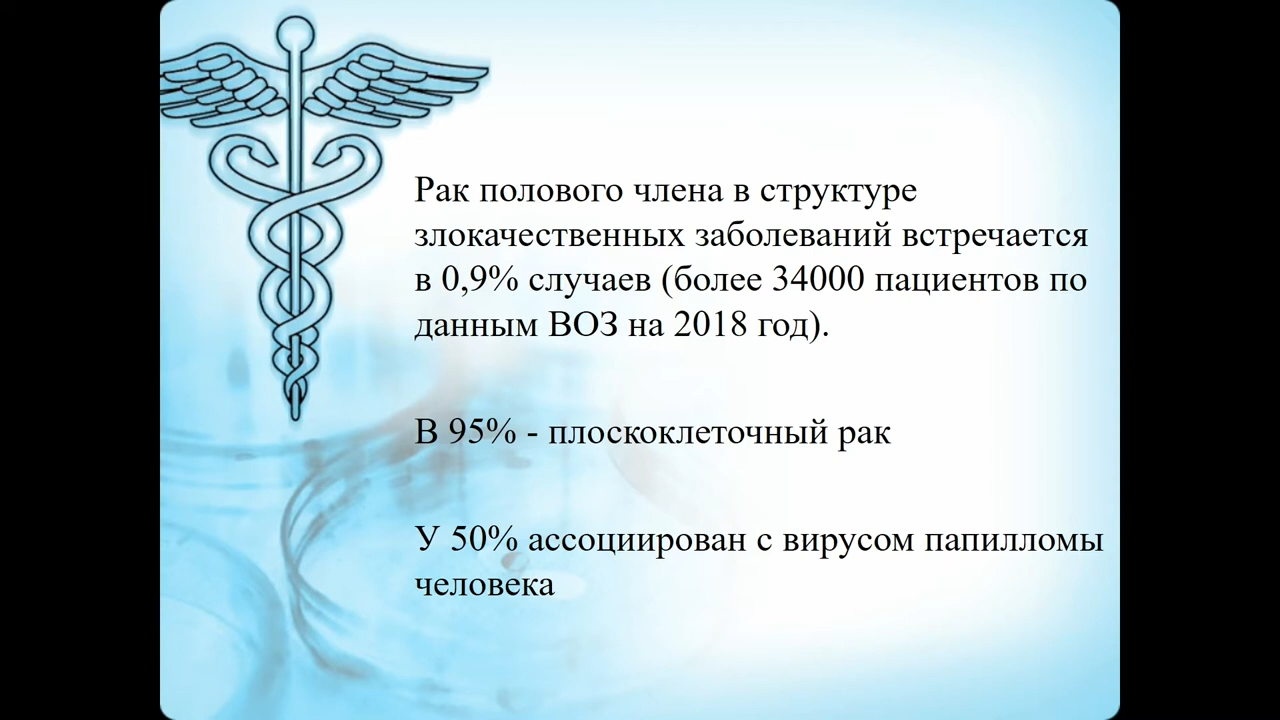 Рак полового члена в структуре
злокачественных заболеваний встречается
в 0,9% случаев (более 34000 пациентов по
данным ВОЗ на 2018 год).
В 95% - плоскоклеточный рак
У 50% ассоциирован с вирусом папилломы
человека